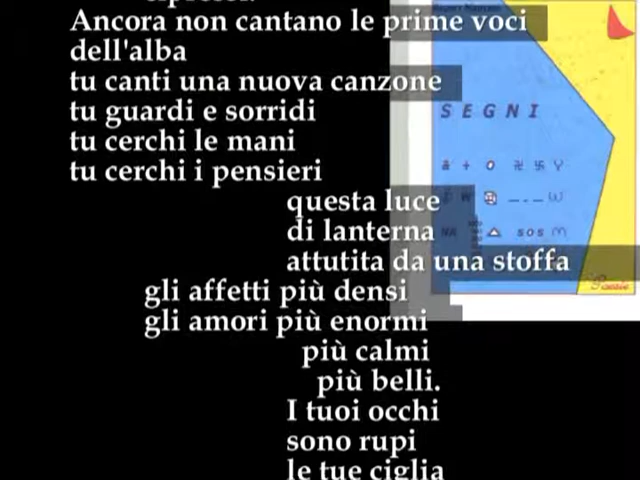 Ancora non cantano le prime voci
dell'alba
tu canti una nuova canzone
tu guardi e sorridi
tu cerchi le mani
tu cerchi i pensieri
questa luce
di lanterna
attutita da una stoffa
gli affetti più densi
gli amori più enormi
più calmi
più belli.
I tuoi occhi
sono rupi
le tue ciglia
SEGNI
sos
Poesie